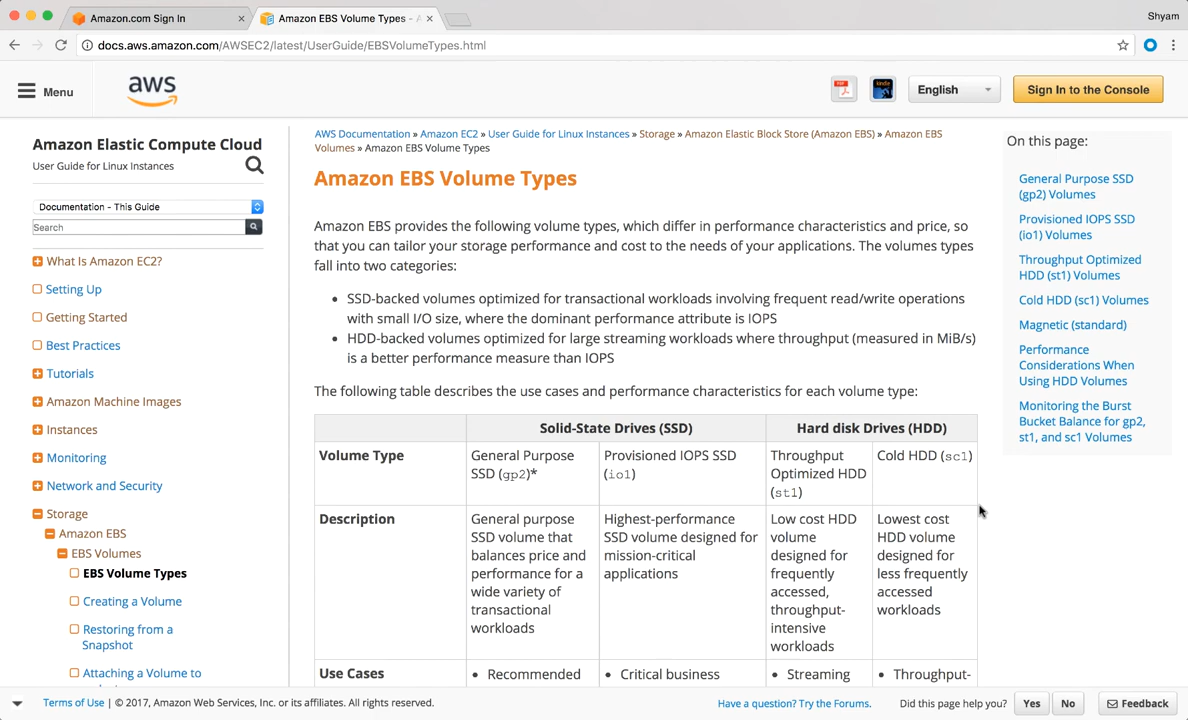 Amazon.com Sign In
Amazon EBS Volume Types - A
Shyam
docs.aws.amazon.com/AWSEC2/latest/UserGuide/EBSVolumeTypes.html
Menu
aws
PDF
kindle
English
Sign In to the Console
Amazon Elastic Compute Cloud
User Guide for Linux Instances
Documentation - This Guide
Search
What Is Amazon EC2?
Setting Up
Getting Started
Best Practices
Tutorials
Amazon Machine Images
Instances
Monitoring
Network and Security
Storage
Amazon EBS
EBS Volumes
EBS Volume Types
Creating a Volume
Restoring from a
Snapshot
Attaching a Volume to
AWS Documentation » Amazon EC2 » User Guide for Linux Instances » Storage » Amazon Elastic Block Store (Amazon EBS) » Amazon EBS
Volumes » Amazon EBS Volume Types
Amazon EBS Volume Types
Amazon EBS provides the following volume types, which differ in performance characteristics and price, so
that you can tailor your storage performance and cost to the needs of your applications. The volumes types
fall into two categories:
• SSD-backed volumes optimized for transactional workloads involving frequent read/write operations
with small I/O size, where the dominant performance attribute is IOPS
• HDD-backed volumes optimized for large streaming workloads where throughput (measured in MiB/s)
is a better performance measure than IOPS
The following table describes the use cases and performance characteristics for each volume type:
Solid-State Drives (SSD)
Hard disk Drives (HDD)
Volume Type
General Purpose
SSD (gp2)*
Provisioned IOPS SSD
(io1)
Throughput
Optimized HDD
(st1)
Cold HDD (sc1)
Description
General purpose
SSD volume that
balances price and
performance for a
wide variety of
transactional
workloads
Highest-performance
SSD volume designed for
mission-critical
applications
Low cost HDD
volume
designed for
frequently
accessed,
throughput-
intensive
workloads
Lowest cost
HDD volume
designed for
less frequently
accessed
workloads
Use Cases
• Recommended
• Critical business
• Streaming
• Throughput-
On this page:
General Purpose SSD
(gp2) Volumes
Provisioned IOPS SSD
(io1) Volumes
Throughput Optimized
HDD (st1) Volumes
Cold HDD (sc1) Volumes
Magnetic (standard)
Performance
Considerations When
Using HDD Volumes
Monitoring the Burst
Bucket Balance for gp2,
st1, and sc1 Volumes
Terms of Use | © 2017, Amazon Web Services, Inc. or its affiliates. All rights reserved.
Have a question? Try the Forums.
Did this page help you?
Yes
No
Feedback